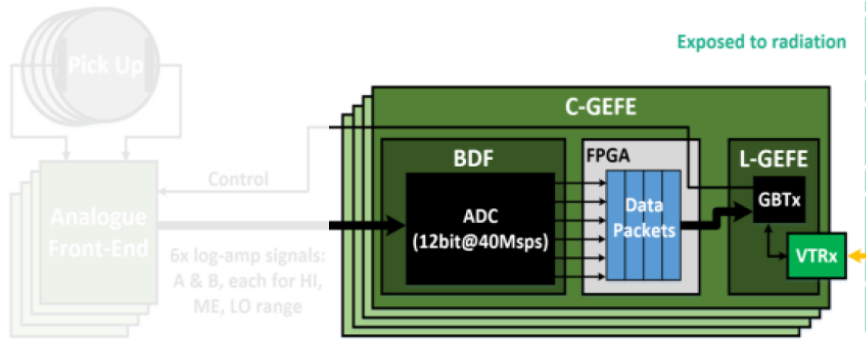 Exposed to radiation
Pick Up
C-GEFE
BDF
FPGA
L-GEFE
Control
ADC
(12bit@40Msps)
Data
Packets
GBTx
Analogue
Front-End
VTRx
6x log-amp signals:
A & B, each for HI,
ME, LO range